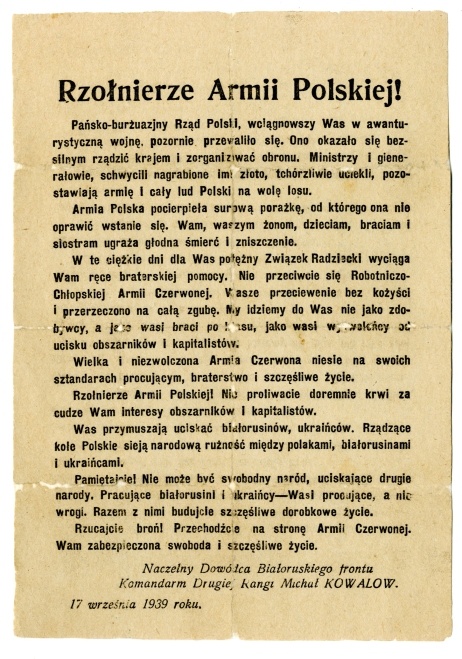 Rzołnierze Armii Polskiej!
Pańsko-burżuazjny Rząd Polski, wciągnowszy Was w awantu-
rystyczną wojnę, pozornie przewaliło się. Ono okazało się bez-
silnym rządzić krajem i zorganizwać obronu. Ministrzy i giene-
rałowie, schwycili nagrabione imi złoto, tchórzliwie uciekli, pozo-
stawiają armię i cały lud Polski na wolę losu.
Armia Polska pocierpieła surową porażkę, od którego ona nie
oprawić wstanie się. Wam, waszym żonom, dzieciam, braciam i
siostram ugraża głodna śmierć i zniszczenie.
W te ciężkie dni dla Was potężny Związek Radziecki wyciąga
Wam ręce braterskiej pomocy. Nie przeciwcie się Robotniczo-
Chłopskiej Armii Czerwonej. Wasze przeciewenie bez kożyści
i przerzeczono na całą zgubę. My idziemy do Was nie jako zdo-
bywcy, a jako wasi braci po klasu, jako wasi wyzwoleńcy od
ucisku obszarników i kapitalistów.
Wielka i niezwolczona Armia Czerwona niesie na swoich
sztandarach procującym, braterstwo i szczęśliwe życie.
Rzołnierze Armii Polskiej! Nie proliwacie doremnie krwi za
cudze Wam interesy obszarników i kapitalistów.
Was przymuszają uciskać białorusinów, ukraińców. Rządzące
kole Polskie sieją narodową rużność między polakami, białorusinami
i ukraińcami.
Pamiętajcie! Nie może być swobodny naród, uciskające drugie
narody. Pracujące białorusini i ukraińcy—Wasi procujące, a nie
wrogi. Razem z nimi budujcie szczęśliwe dorobkowe życie.
Rzucajcie broń! Przechodźcie na stronę Armii Czerwonej.
Wam zabezpieczona swoboda i szczęśliwe życie.
Naczelny Dowódca Białoruskiego frontu
Komandarm Drugiej Rangi Michał KOWALOW.
17 września 1939 roku.